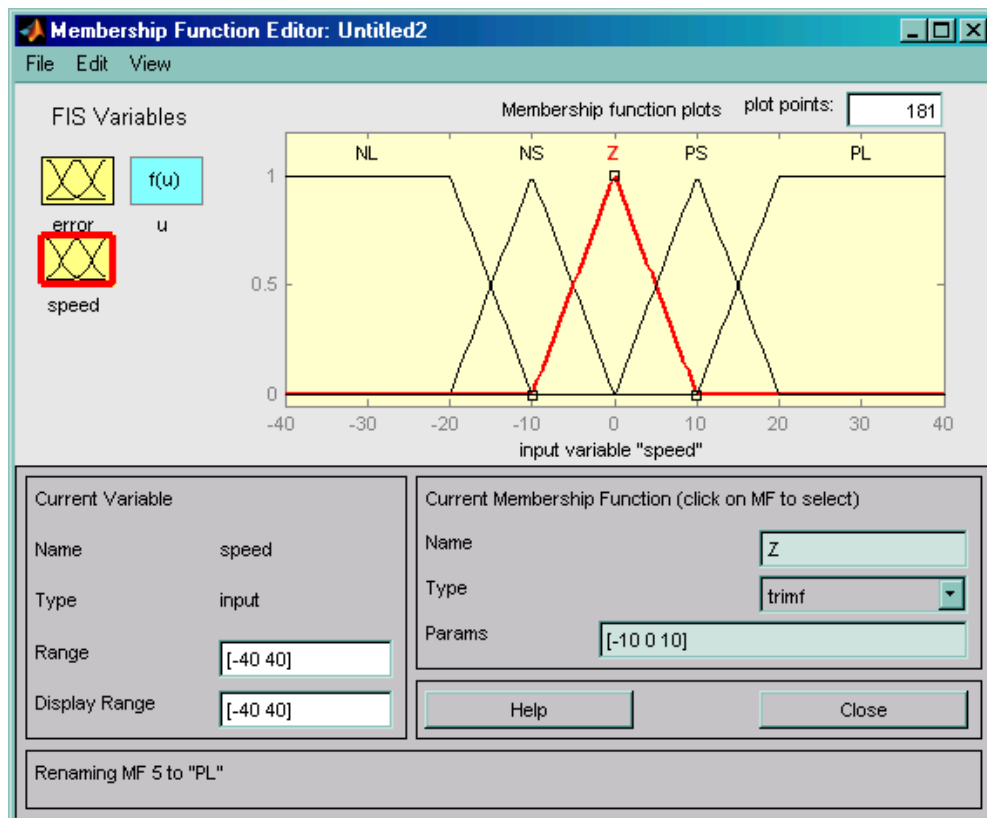 Membership Function Editor: Untitled2
File Edit View
FIS Variables
Membership function plots plot points: 181
f(u)
error u
speed
NL NS Z PS PL
1
0.5
0
-40 -30 -20 -10 0 10 20 30 40
input variable "speed"
Current Variable
Name speed
Type input
Range [-40 40]
Display Range [-40 40]
Current Membership Function (click on MF to select)
Name Z
Type trimf
Params [-10 0 10]
Help Close
Renaming MF 5 to "PL"